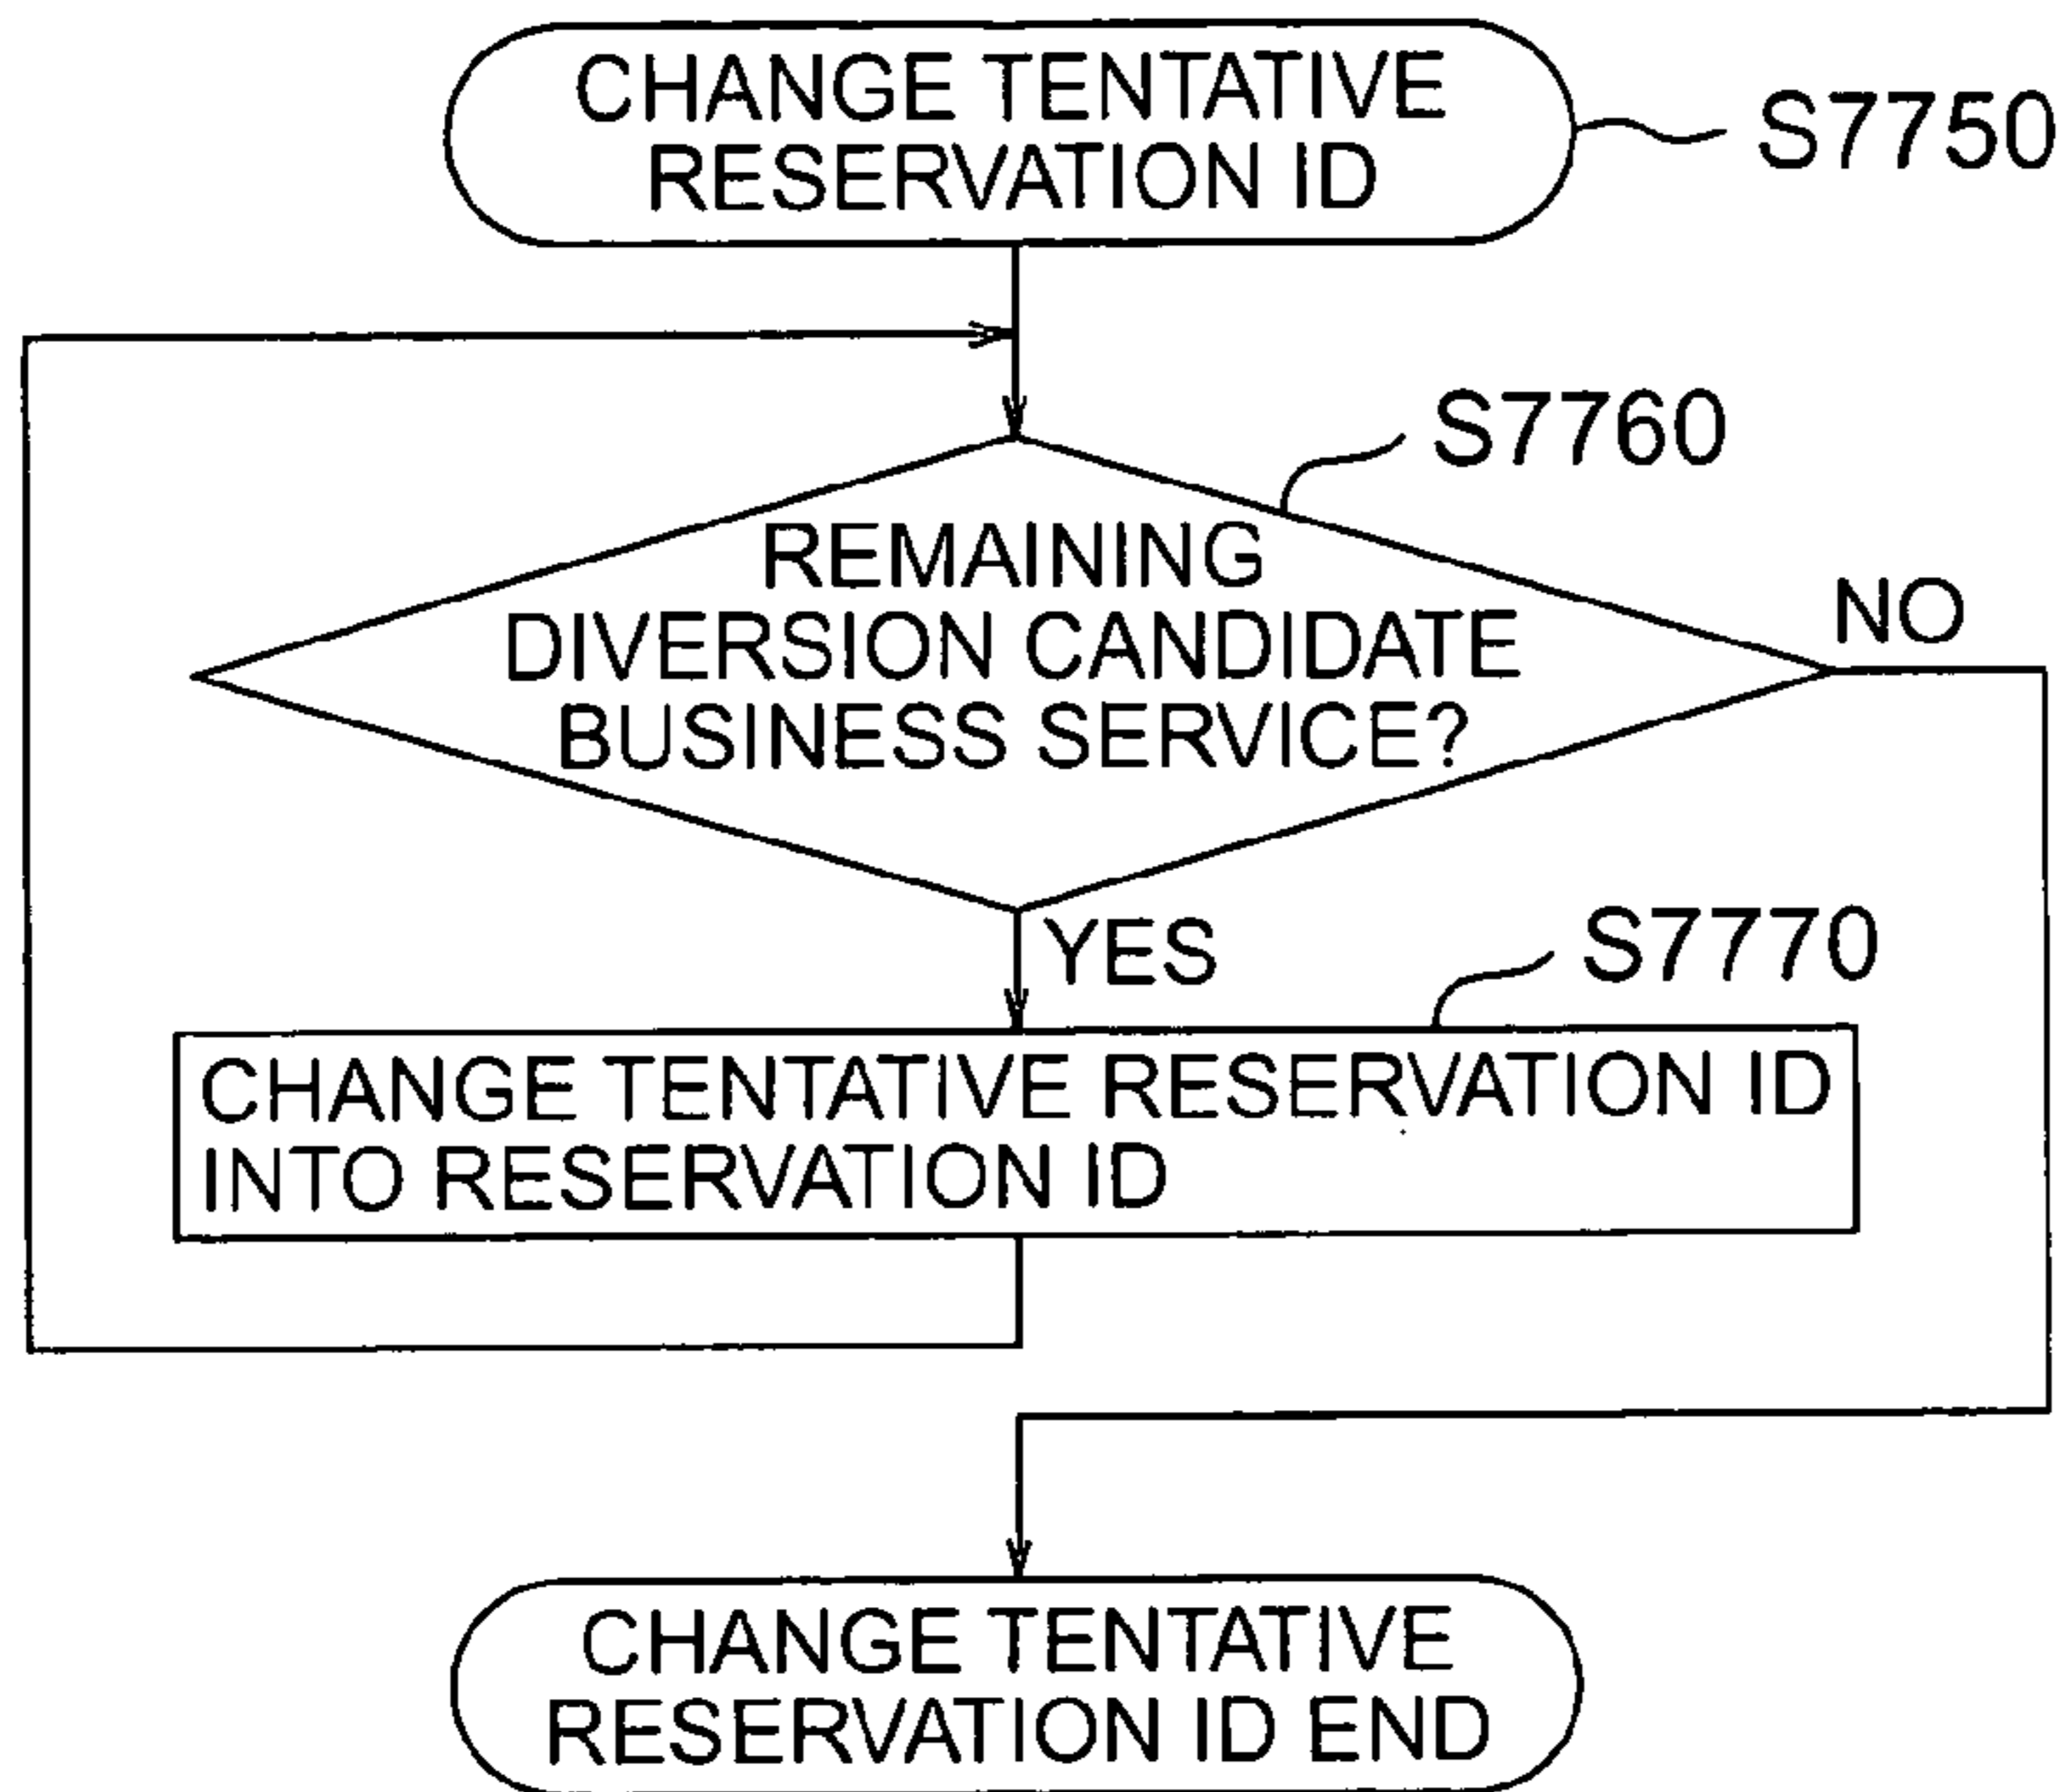 CHANGE TENTATIVE
RESERVATION ID
S7750
S7760
REMAINING
DIVERSION CANDIDATE
BUSINESS SERVICE?
NO
YES
S7770
CHANGE TENTATIVE RESERVATION ID
INTO RESERVATION ID
CHANGE TENTATIVE
RESERVATION ID END